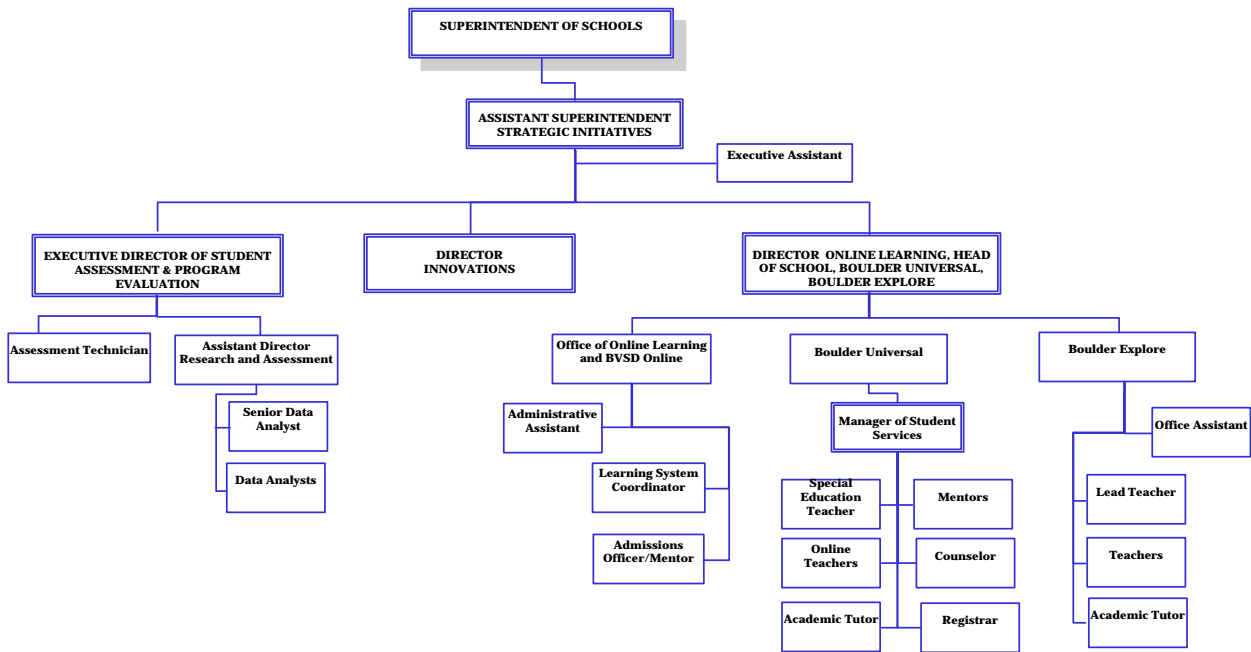 SUPERINTENDENT OF SCHOOLS
ASSISTANT SUPERINTENDENT
STRATEGIC INITIATIVES
Executive Assistant
EXECUTIVE DIRECTOR OF STUDENT
ASSESSMENT & PROGRAM
EVALUATION
DIRECTOR
INNOVATIONS
DIRECTOR ONLINE LEARNING, HEAD
OF SCHOOL, BOULDER UNIVERSAL,
BOULDER EXPLORE
Assessment Technician
Assistant Director
Research and Assessment
Senior Data
Analyst
Data Analysts
Office of Online Learning
and BVSD Online
Administrative
Assistant
Learning System
Coordinator
Admissions
Officer/Mentor
Boulder Universal
Manager of Student
Services
Special
Education
Teacher
Mentors
Online
Teachers
Counselor
Academic Tutor
Registrar
Boulder Explore
Office Assistant
Lead Teacher
Teachers
Academic Tutor